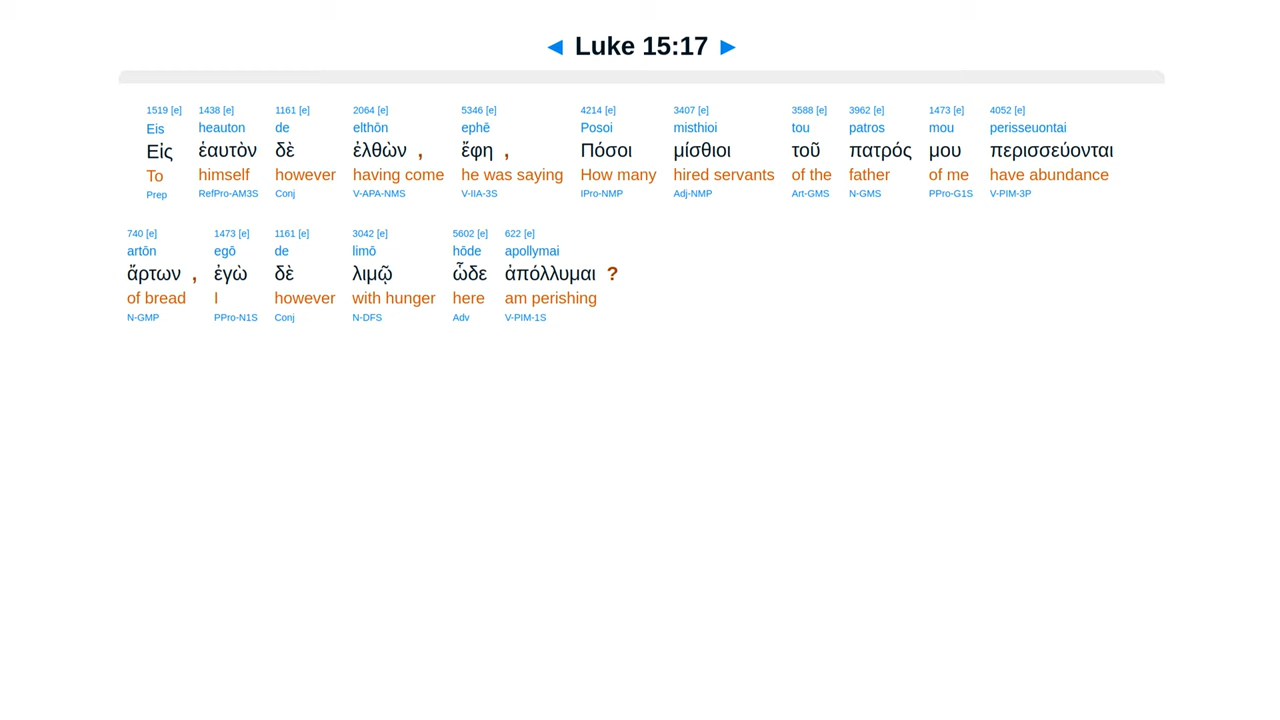 ◄ Luke 15:17 ►
1519 [e] 1438 [e] 1161 [e] 2064 [e] 5346 [e] 4214 [e] 3407 [e] 3588 [e] 3962 [e] 1473 [e] 4052 [e]
Eis heauton de elthōn ephē Posoi misthioi tou patros mou perisseuontai
Εἰς ἑαυτὸν δὲ ἐλθὼν , ἔφη , Πόσοι μίσθιοι τοῦ πατρός μου περισσεύονται
To himself however having come he was saying How many hired servants of the father of me have abundance
Prep RefPro-AM3S Conj V-APA-NMS V-IIA-3S IPro-NMP Adj-NMP Art-GMS N-GMS PPro-G1S V-PIM-3P
740 [e] 1473 [e] 1161 [e] 3042 [e] 5602 [e] 622 [e]
artōn egō de limō hōde apollymai
ἄρτων , ἐγὼ δὲ λιμῷ ὧδε ἀπόλλυμαι ?
of bread I however with hunger here am perishing
N-GMP PPro-N1S Conj N-DFS Adv V-PIM-1S